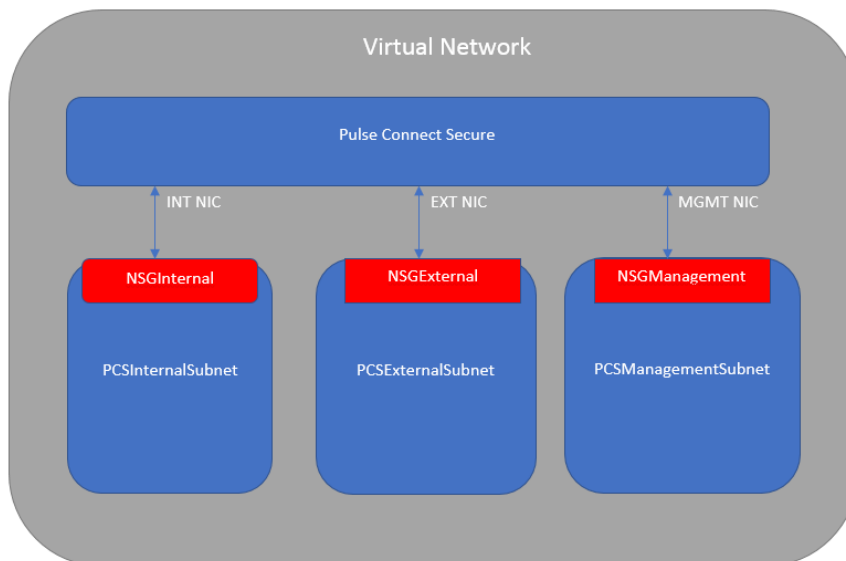 Virtual Network
Pulse Connect Secure
INT NIC
EXT NIC
MGMT NIC
NSGInternal
NSGExternal
NSGManagement
PCSInternalSubnet
PCSExternalSubnet
PCSManagementSubnet